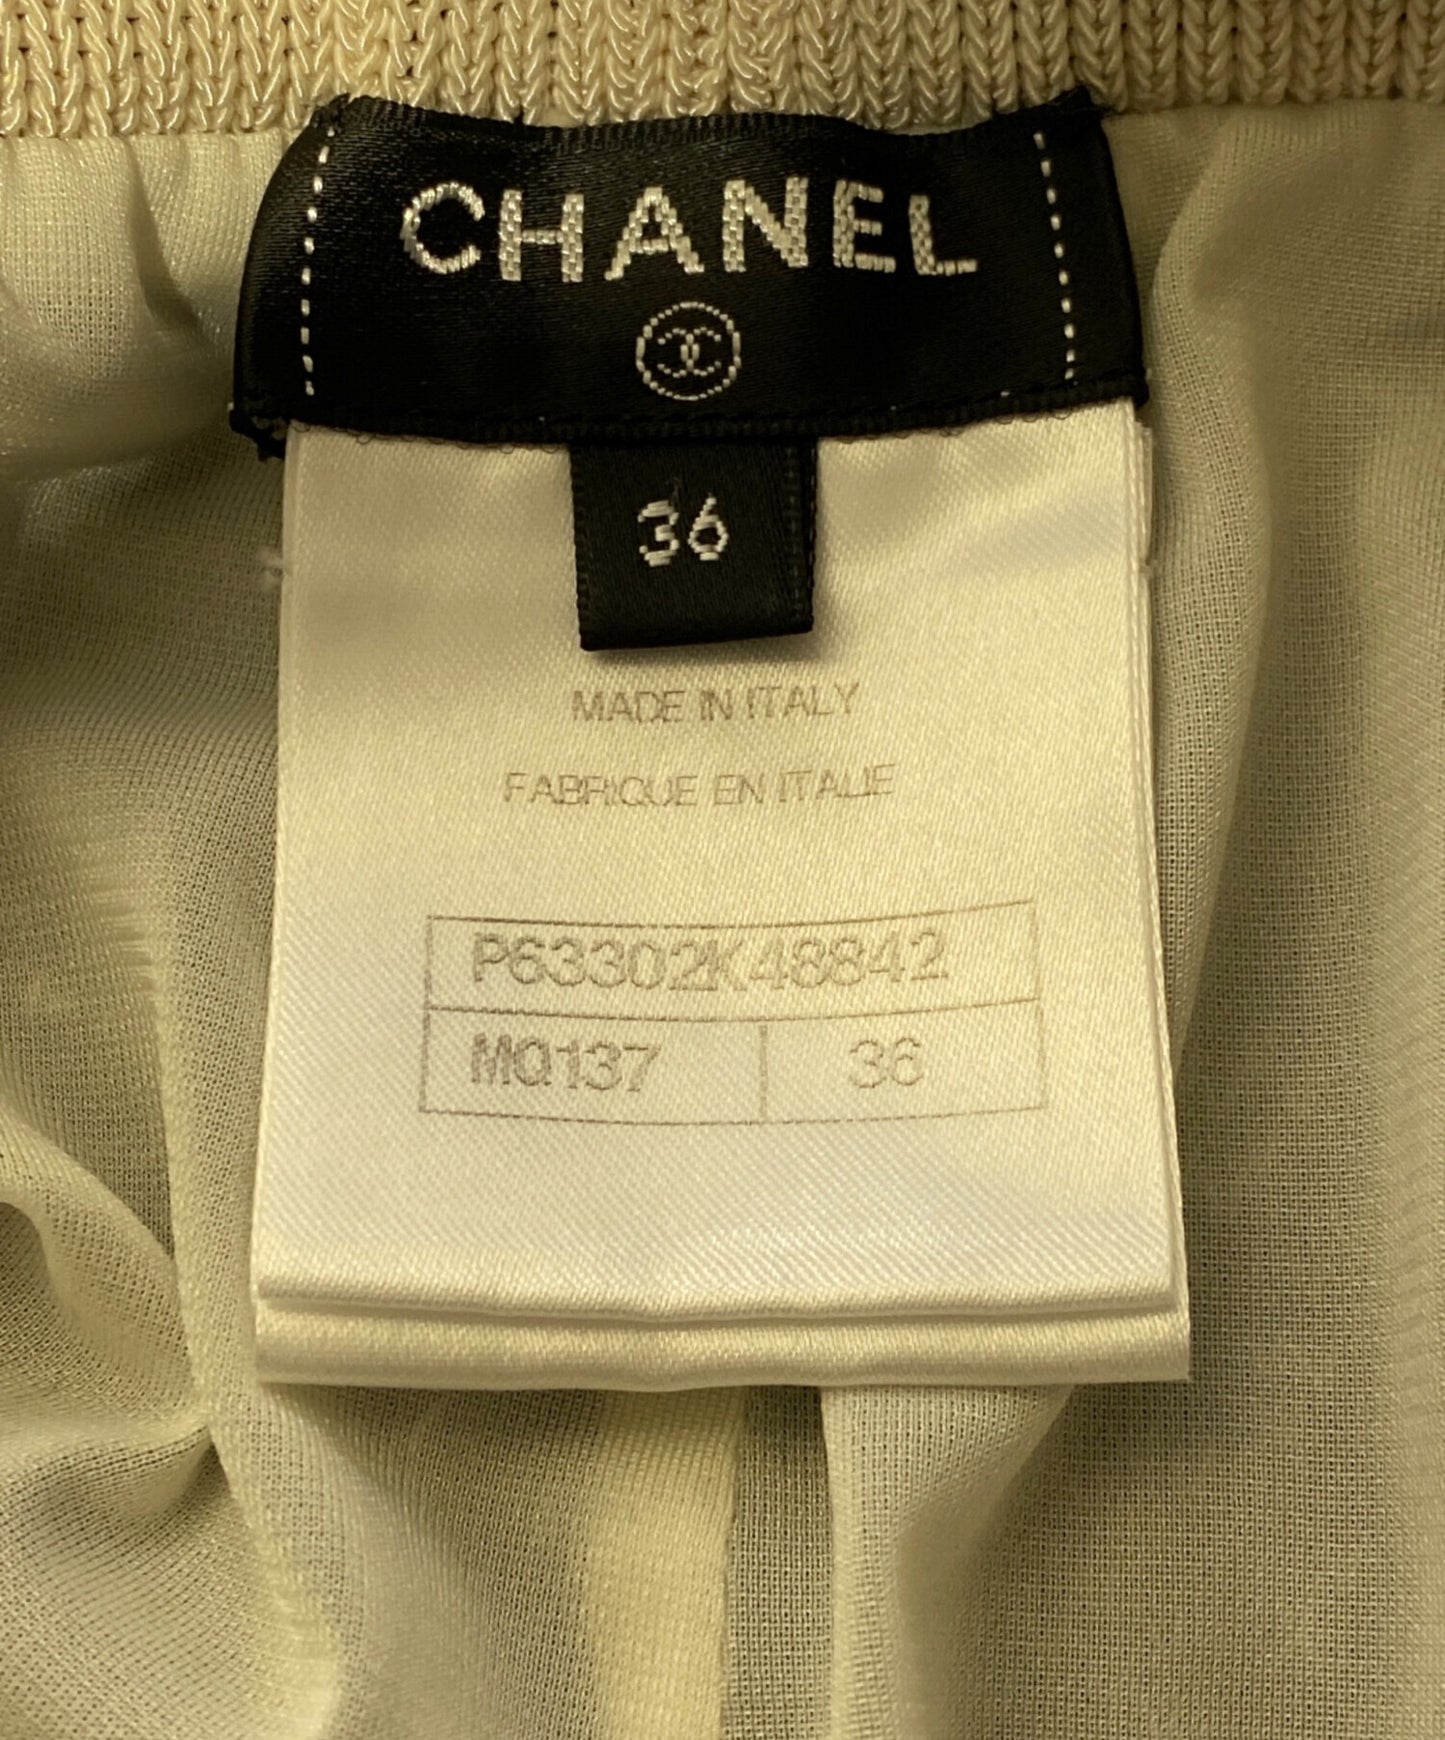 CHANEL
36
MADE IN ITALY
FABRIQUE EN ITALIE
P63302K48842
MQ137 36